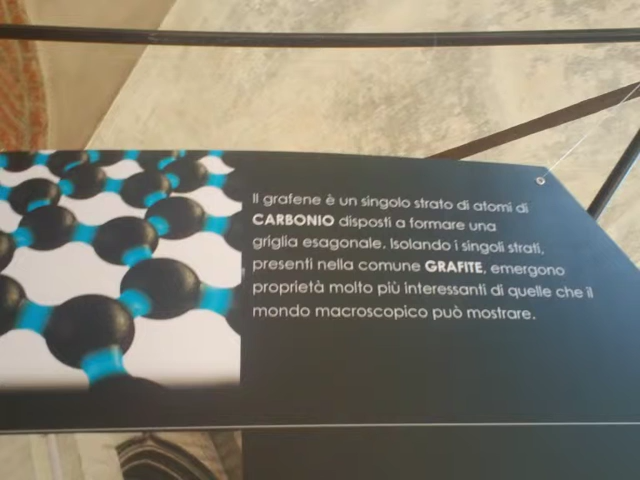 Il grafene è un singolo strato di atomi di
CARBONIO disposti a formare una
griglia esagonale. Isolando i singoli strati,
presenti nella comune GRAFITE, emergono
proprietà molto più interessanti di quelle che il
mondo macroscopico può mostrare.